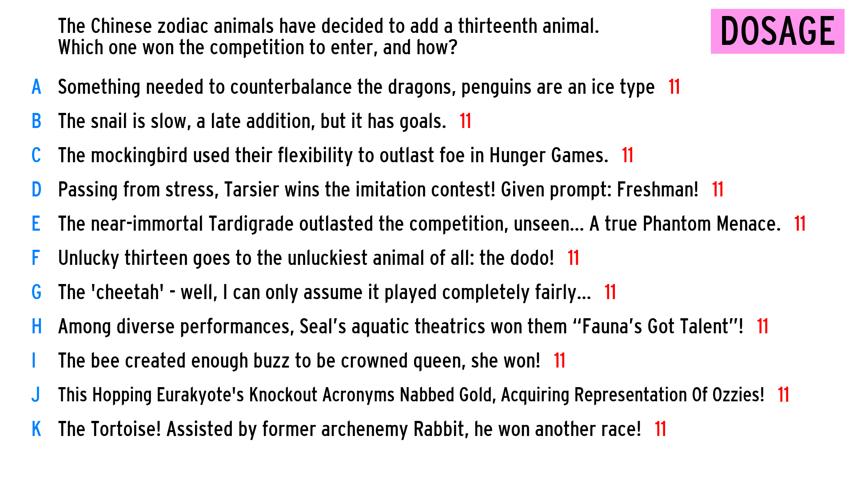 The Chinese zodiac animals have decided to add a thirteenth animal.
Which one won the competition to enter, and how?
DOSAGE
A Something needed to counterbalance the dragons, penguins are an ice type 11
B The snail is slow, a late addition, but it has goals. 11
C The mockingbird used their flexibility to outlast foe in Hunger Games. 11
D Passing from stress, Tarsier wins the imitation contest! Given prompt: Freshman! 11
E The near-immortal Tardigrade outlasted the competition, unseen... A true Phantom Menace. 11
F Unlucky thirteen goes to the unluckiest animal of all: the dodo! 11
G The 'cheetah' - well, I can only assume it played completely fairly... 11
H Among diverse performances, Seal's aquatic theatrics won them “Fauna's Got Talent”! 11
I The bee created enough buzz to be crowned queen, she won! 11
J This Hopping Eurakyote's Knockout Acronyms Nabbed Gold, Acquiring Representation Of Ozzies! 11
K The Tortoise! Assisted by former archenemy Rabbit, he won another race! 11